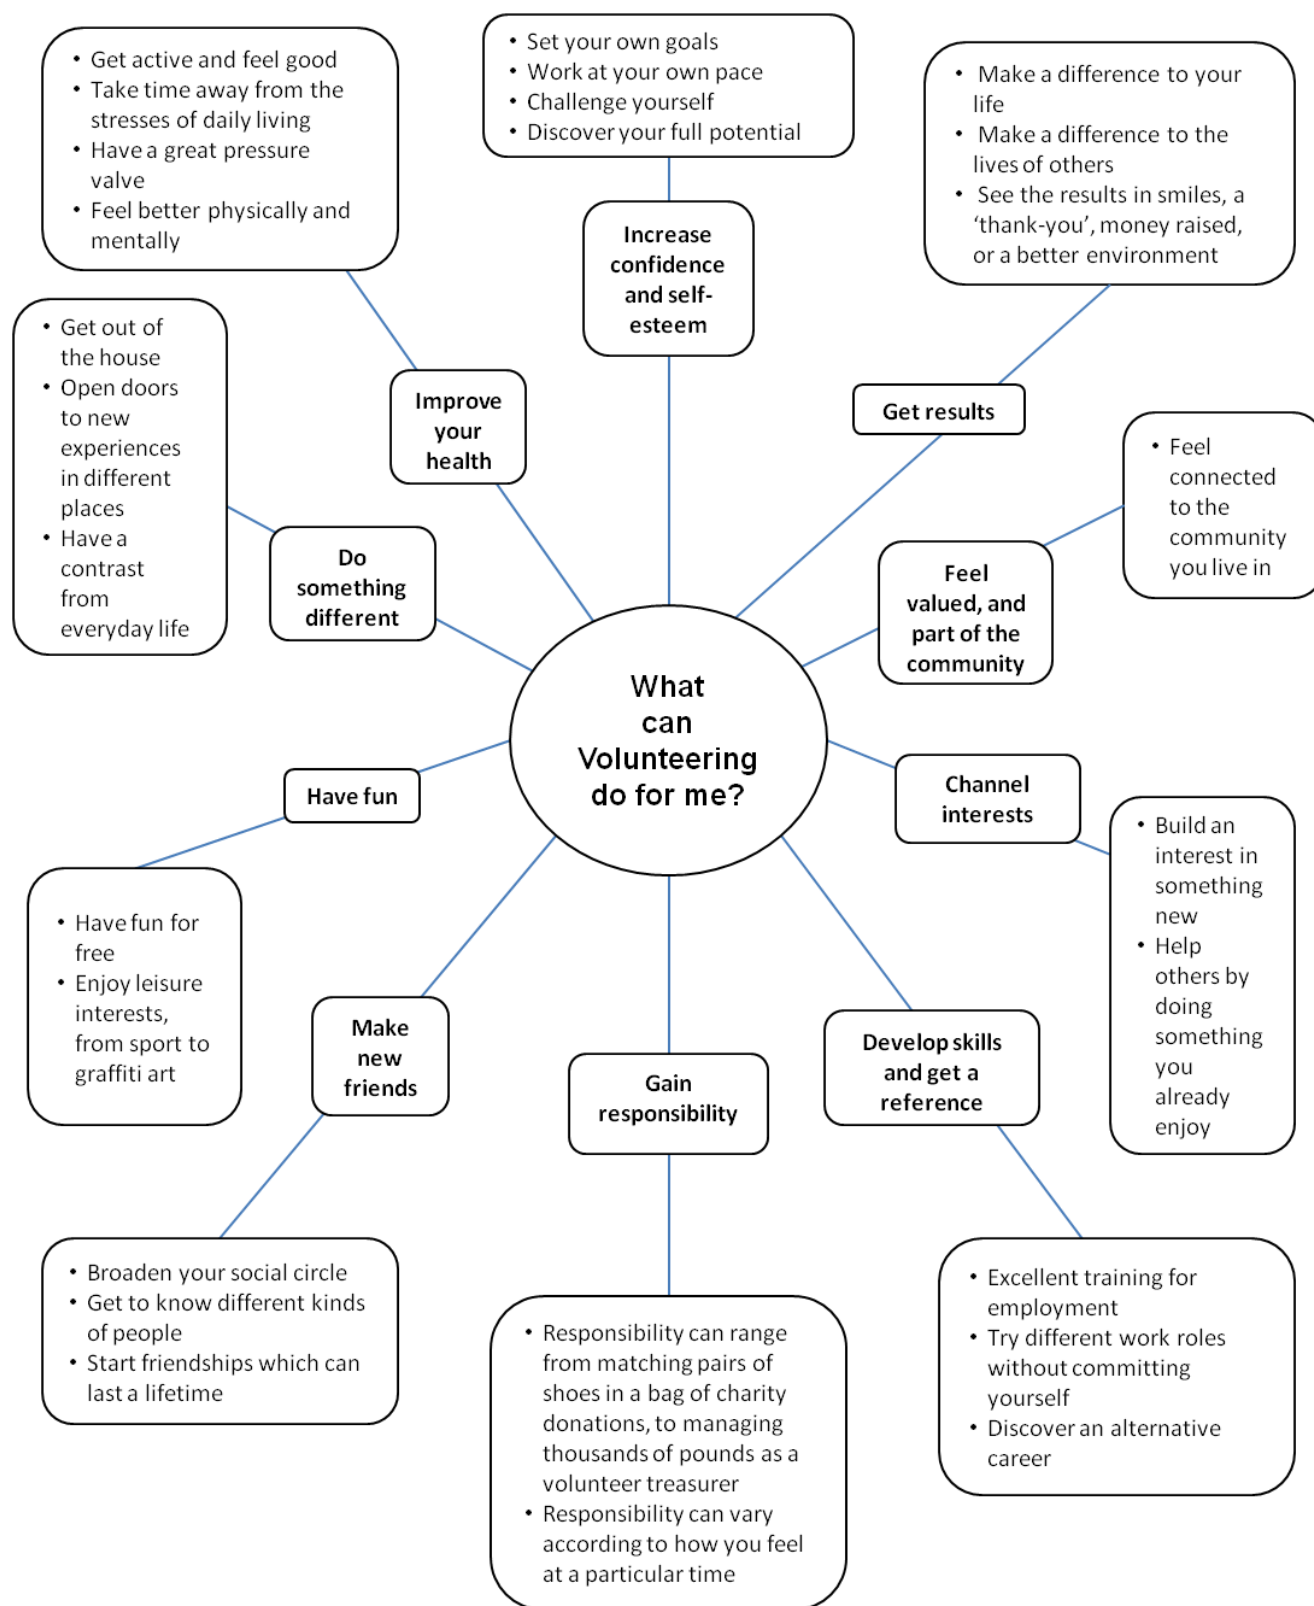 • Get active and feel good
• Take time away from the
stresses of daily living
• Have a great pressure
valve
• Feel better physically and
mentally
• Set your own goals
• Work at your own pace
• Challenge yourself
• Discover your full potential
• Make a difference to your
life
• Make a difference to the
lives of others
• See the results in smiles, a
‘thank-you’, money raised,
or a better environment
Increase
confidence
and self-
esteem
• Get out of
the house
• Open doors
to new
experiences
in different
places
• Have a
contrast
from
everyday life
Improve
your
health
Get results
• Feel
connected
to the
community
you live in
Do
something
different
Feel
valued, and
part of the
community
What
can
Volunteering
do for me?
Have fun
Channel
interests
• Have fun for
free
• Enjoy leisure
interests,
from sport to
graffiti art
• Build an
interest in
something
new
• Help
others by
doing
something
you
already
enjoy
Make
new
friends
Gain
responsibility
Develop skills
and get a
reference
• Broaden your social circle
• Get to know different kinds
of people
• Start friendships which can
last a lifetime
• Responsibility can range
from matching pairs of
shoes in a bag of charity
donations, to managing
thousands of pounds as a
volunteer treasurer
• Responsibility can vary
according to how you feel
at a particular time
• Excellent training for
employment
• Try different work roles
without committing
yourself
• Discover an alternative
career